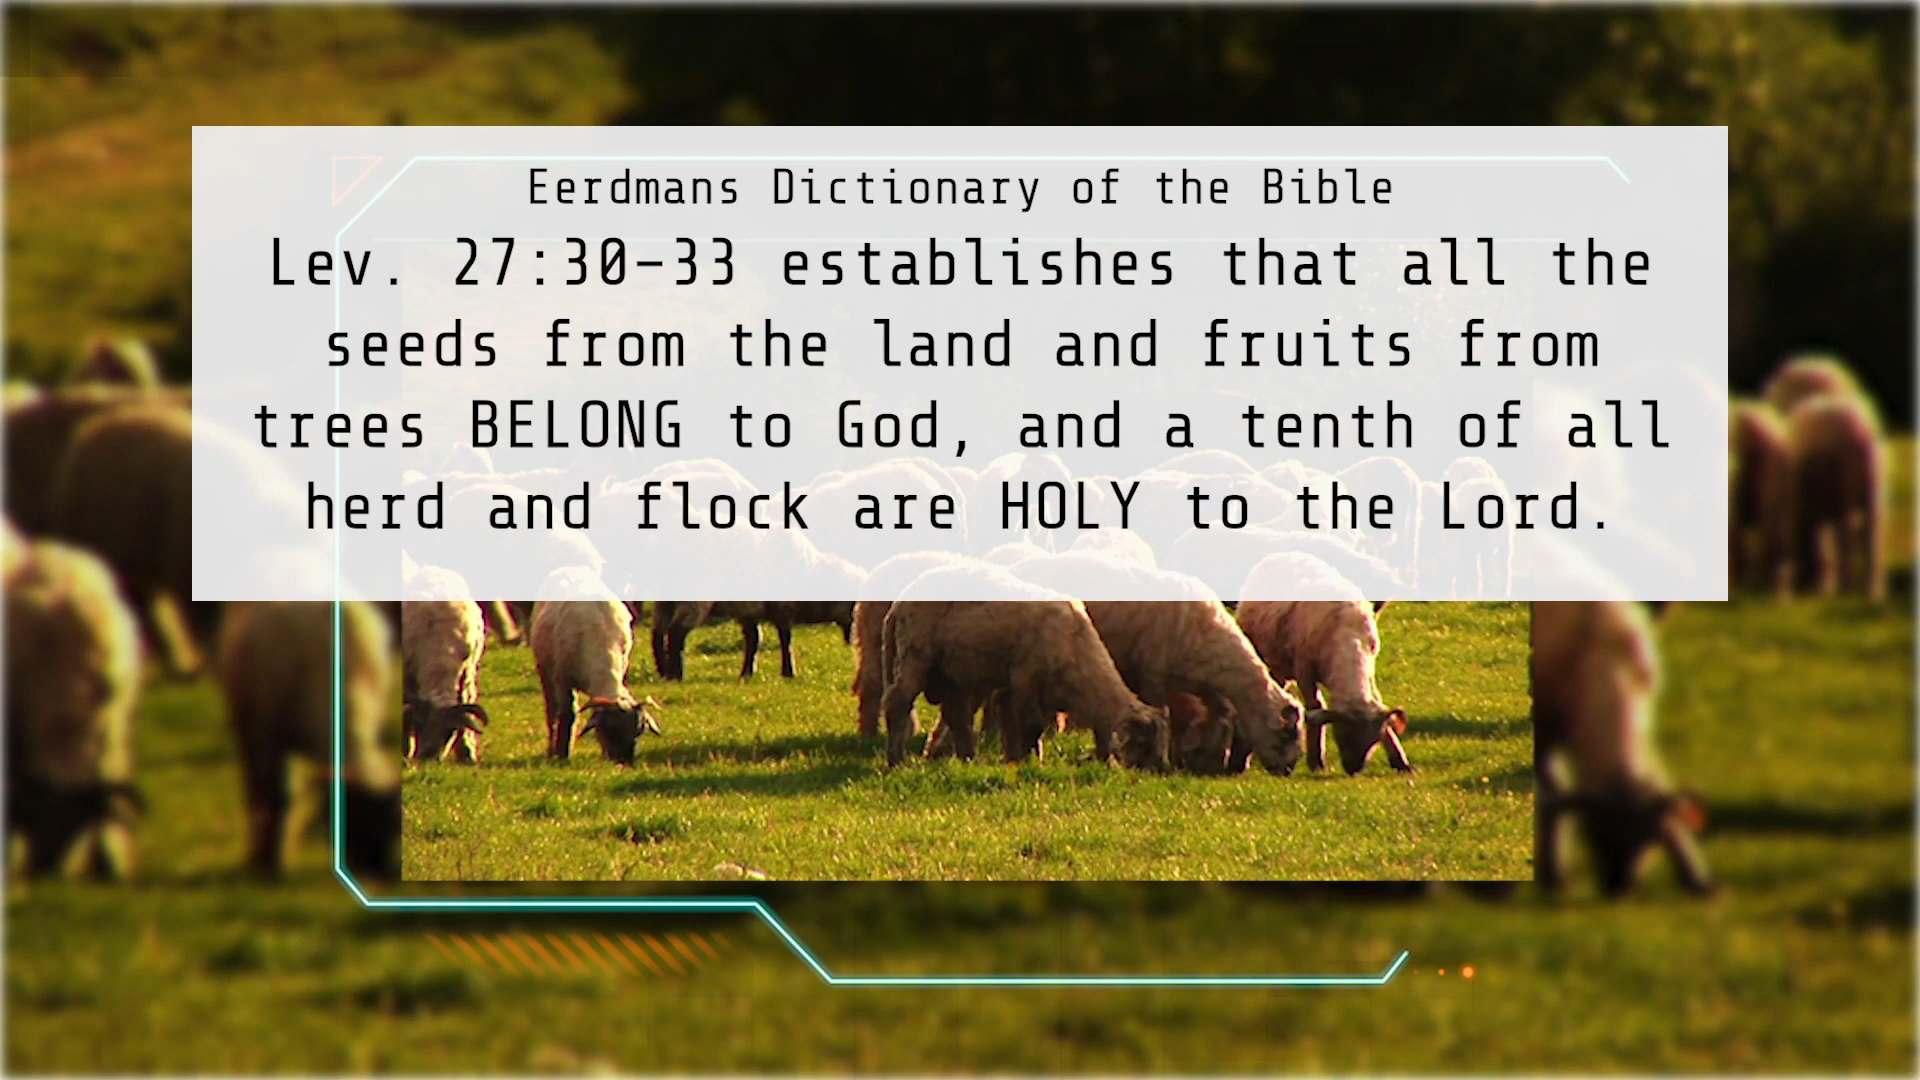 Eerdmans Dictionary of the Bible
Lev. 27:30-33 establishes that all the
seeds from the land and fruits from
trees BELONG to God, and a tenth of all
herd and flock are HOLY to the Lord.